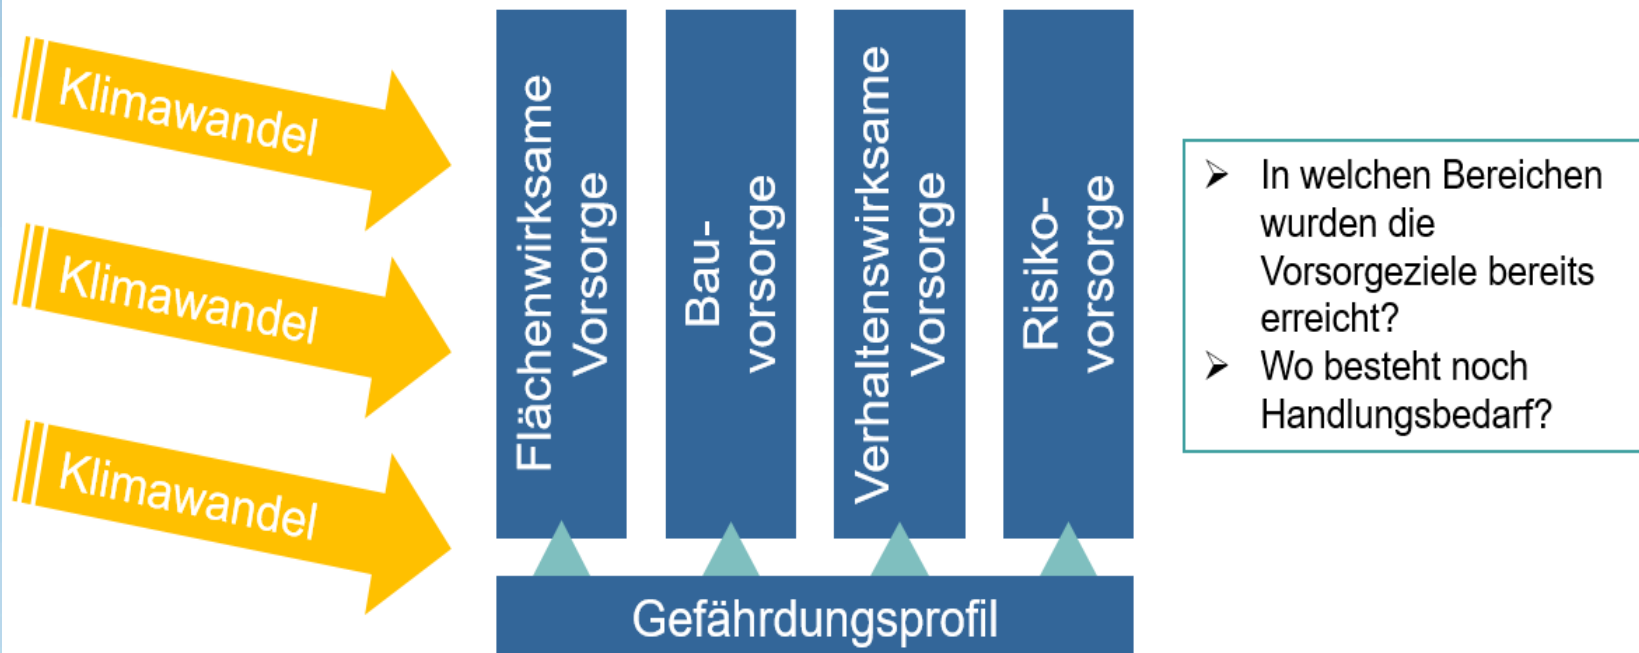 Klimawandel
Klimawandel
Klimawandel
Flächenwirksame
Vorsorge
Bau-
vorsorge
Verhaltenswirksame
Vorsorge
Risiko-
vorsorge
Gefährdungsprofil
➢ In welchen Bereichen
wurden die
Vorsorgeziele bereits
erreicht?
➢ Wo besteht noch
Handlungsbedarf?